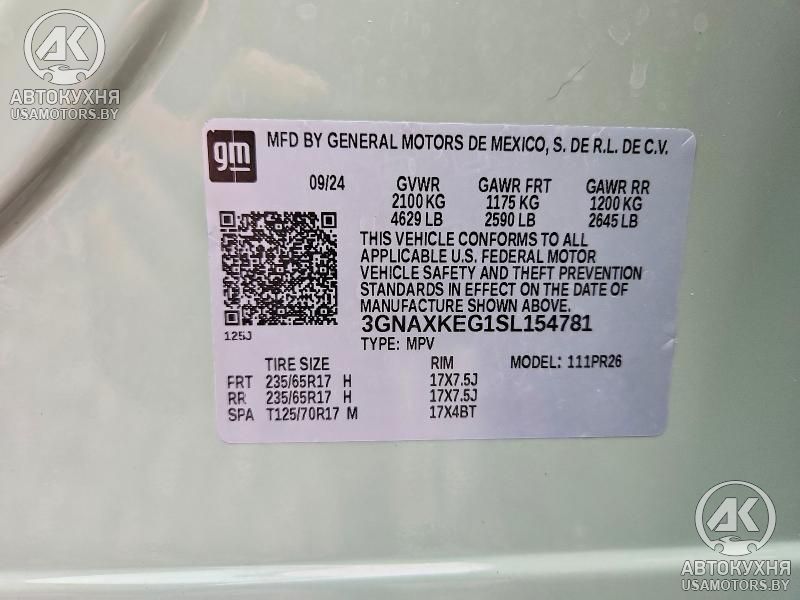 AK
АВТОКУХНЯ
USAMOTORS.BY
gm
MFD BY GENERAL MOTORS DE MEXICO, S. DE R.L. DE C.V.
09/24 GVWR GAWR FRT GAWR RR
2100 KG 1175 KG 1200 KG
4629 LB 2590 LB 2645 LB
THIS VEHICLE CONFORMS TO ALL
APPLICABLE U.S. FEDERAL MOTOR
VEHICLE SAFETY AND THEFT PREVENTION
STANDARDS IN EFFECT ON THE DATE OF
MANUFACTURE SHOWN ABOVE.
3GNAXKEG1SL154781
125J
TYPE: MPV
TIRE SIZE RIM MODEL: 111PR26
FRT 235/65R17 H 17X7.5J
RR 235/65R17 H 17X7.5J
SPA T125/70R17 M 17X4BT
AK
АВТОКУХНЯ
USAMOTORS.BY